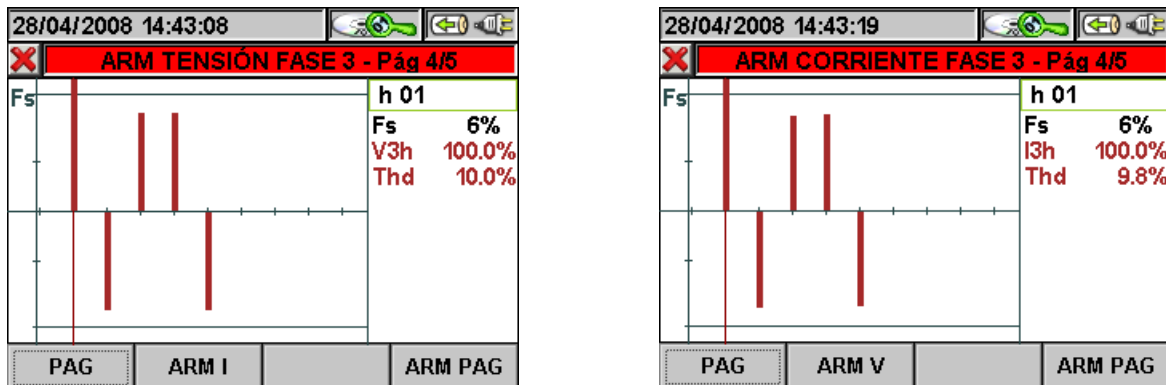 28/04/2008 14:43:08
ARM TENSIÓN FASE 3 - Pág 4/5
Fs
h 01
Fs 6%
V3h 100.0%
Thd 10.0%
PAG ARM I ARM PAG
28/04/2008 14:43:19
ARM CORRIENTE FASE 3 - Pág 4/5
Fs
h 01
Fs 6%
I3h 100.0%
Thd 9.8%
PAG ARM V ARM PAG